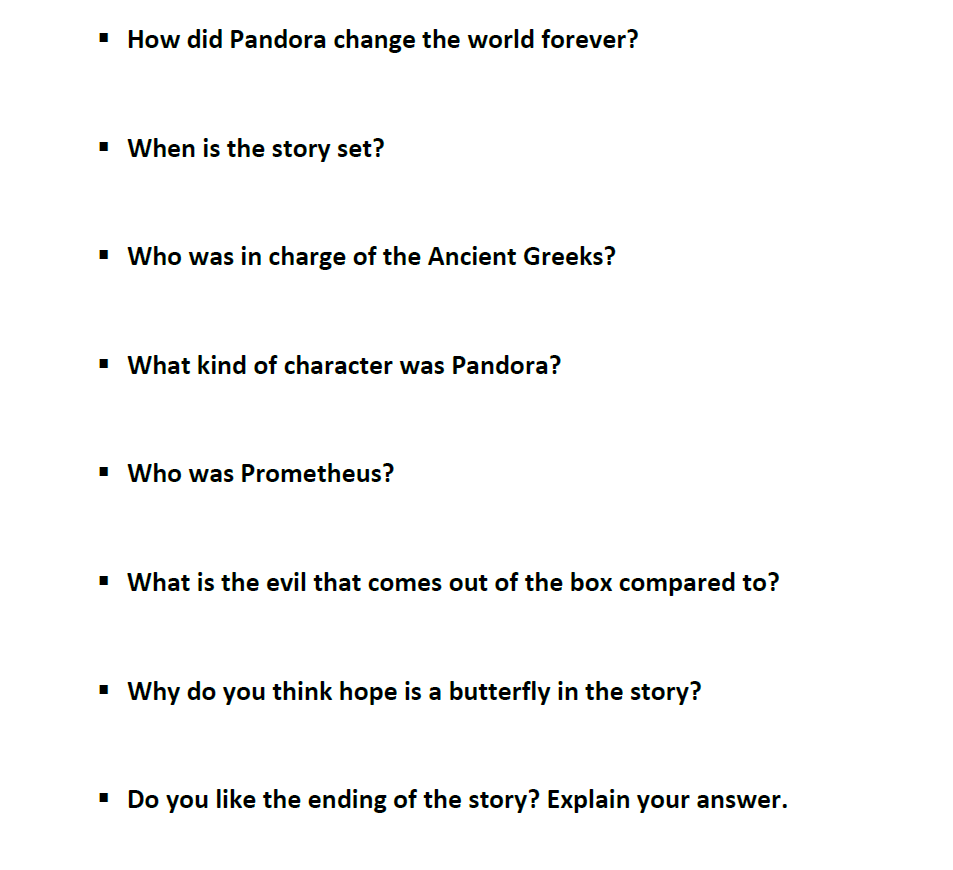 ▪ How did Pandora change the world forever?
▪ When is the story set?
▪ Who was in charge of the Ancient Greeks?
▪ What kind of character was Pandora?
▪ Who was Prometheus?
▪ What is the evil that comes out of the box compared to?
▪ Why do you think hope is a butterfly in the story?
▪ Do you like the ending of the story? Explain your answer.